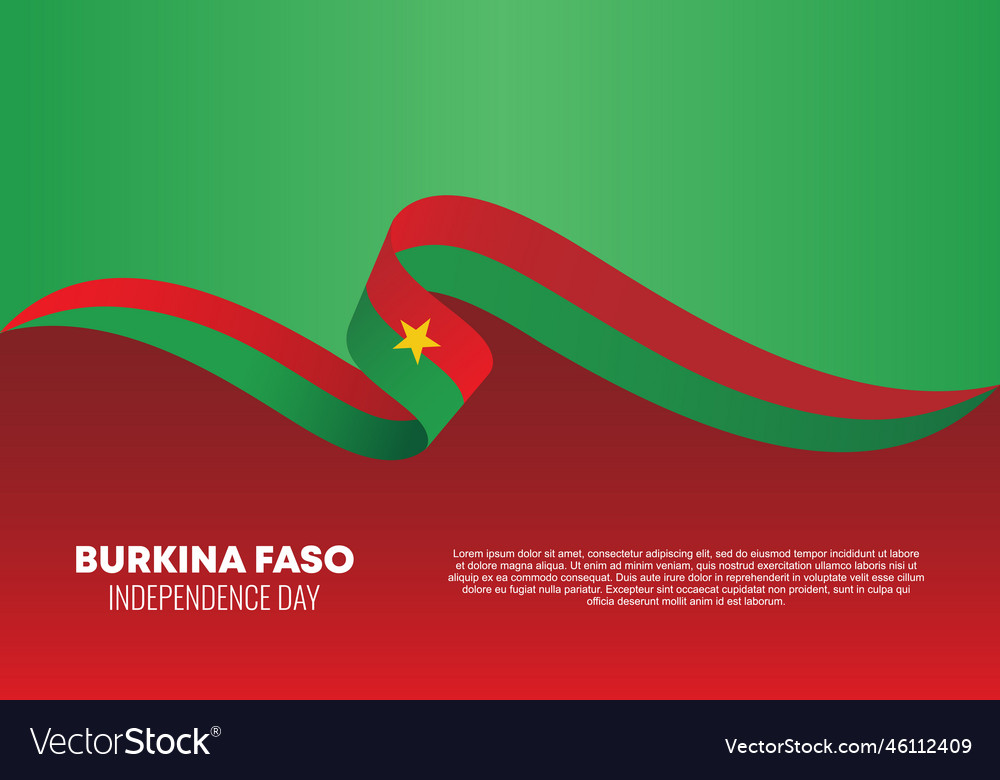 BURKINA FASO
INDEPENDENCE DAY
Lorem ipsum dolor sit amet, consectetur adipiscing elit, sed do eiusmod tempor incididunt ut labore
et dolore magna aliqua. Ut enim ad minim veniam, quis nostrud exercitation ullamco laboris nisi ut
aliquip ex ea commodo consequat. Duis aute irure dolor in reprehenderit in voluptate velit esse cillum
dolore eu fugiat nulla pariatur. Excepteur sint occaecat cupidatat non proident, sunt in culpa qui
officia deserunt mollit anim id est laborum.
VectorStock®
VectorStock.com/46112409